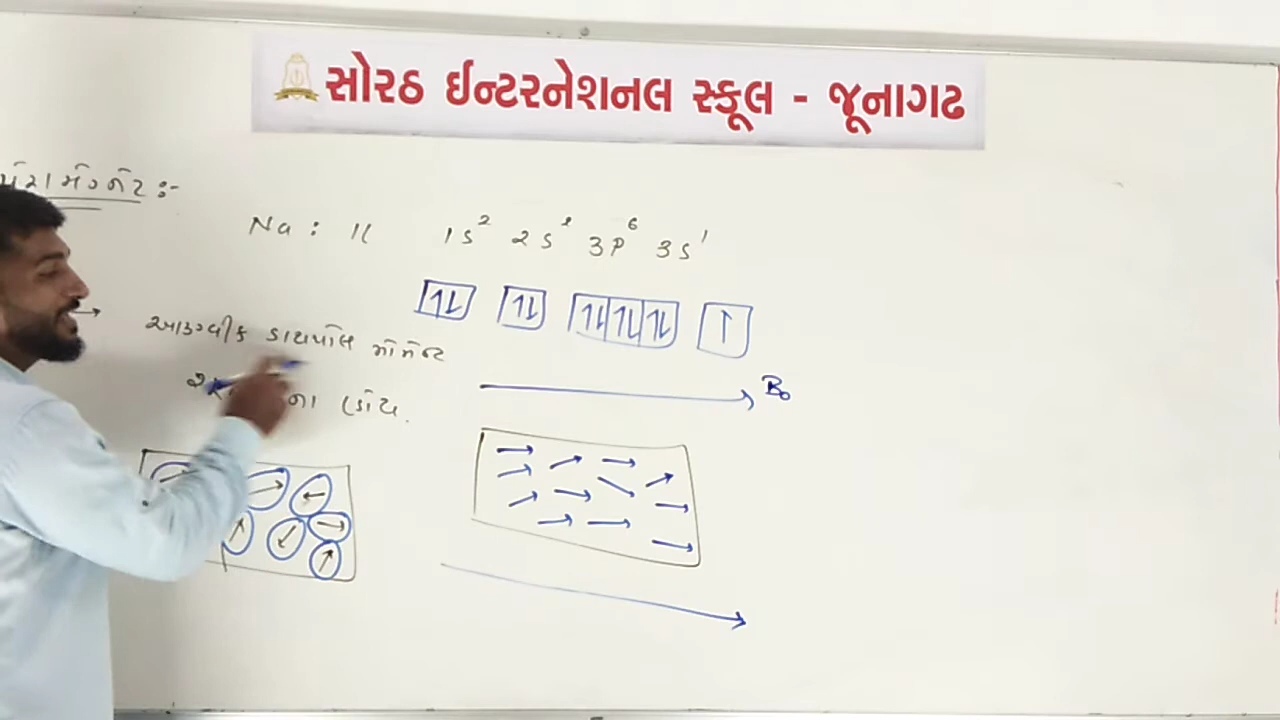 સોરઠ ઈન્ટરનેશનલ સ્કૂલ - જૂનાગઢ
પેરામેગ્નેટ :-
Na : 11 1s² 2s² 3p⁶ 3s¹
→ આણ્વીક ડાયપોલ મોમેન્ટ
હોય.
B₀